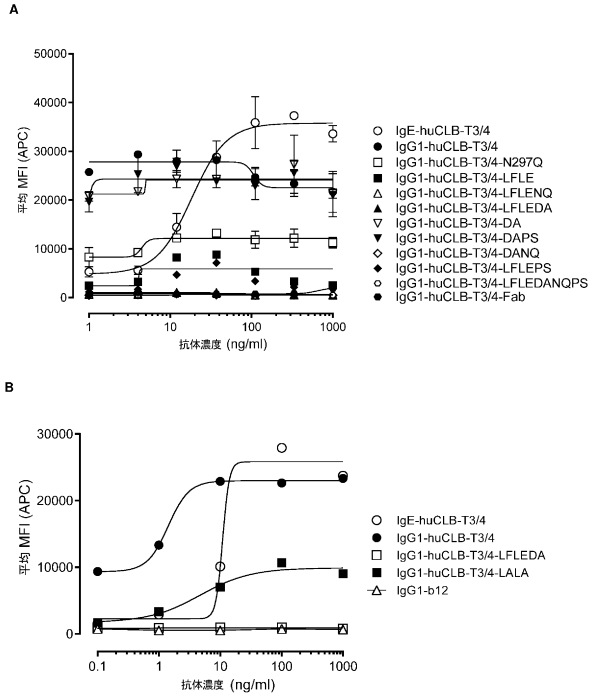 A
50000
40000
30000
20000
10000
0
平均 MFI (APC)
1
10
100
1000
抗体濃度 (ng/ml)
IgE-huCLB-T3/4
IgG1-huCLB-T3/4
IgG1-huCLB-T3/4-N297Q
IgG1-huCLB-T3/4-LFLE
IgG1-huCLB-T3/4-LFLENQ
IgG1-huCLB-T3/4-LFLEDA
IgG1-huCLB-T3/4-DA
IgG1-huCLB-T3/4-DAPS
IgG1-huCLB-T3/4-DANQ
IgG1-huCLB-T3/4-LFLEPS
IgG1-huCLB-T3/4-LFLEDANQPS
IgG1-huCLB-T3/4-Fab
B
30000
20000
10000
0
平均 MFI (APC)
0.1
1
10
100
1000
抗体濃度 (ng/ml)
IgE-huCLB-T3/4
IgG1-huCLB-T3/4
IgG1-huCLB-T3/4-LFLEDA
IgG1-huCLB-T3/4-LALA
IgG1-b12